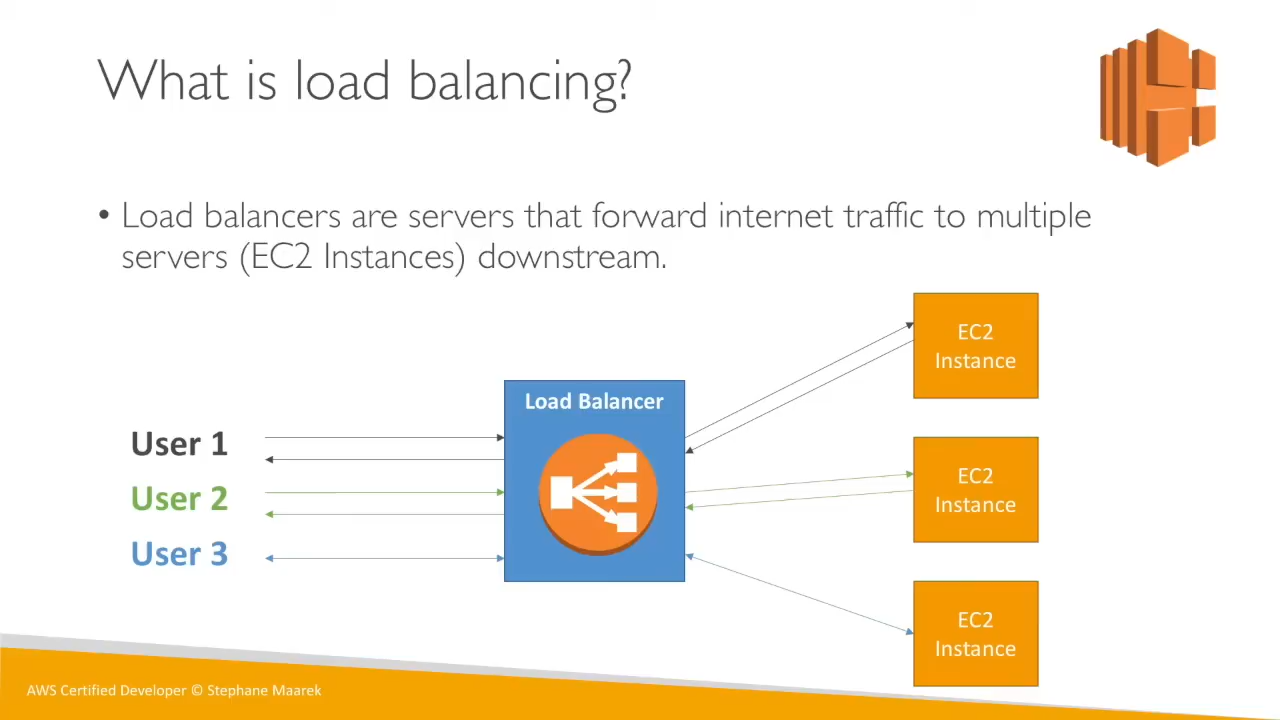 What is load balancing?
• Load balancers are servers that forward internet traffic to multiple
servers (EC2 Instances) downstream.
Load Balancer
User 1
User 2
User 3
EC2
Instance
EC2
Instance
EC2
Instance
AWS Certified Developer © Stephane Maarek